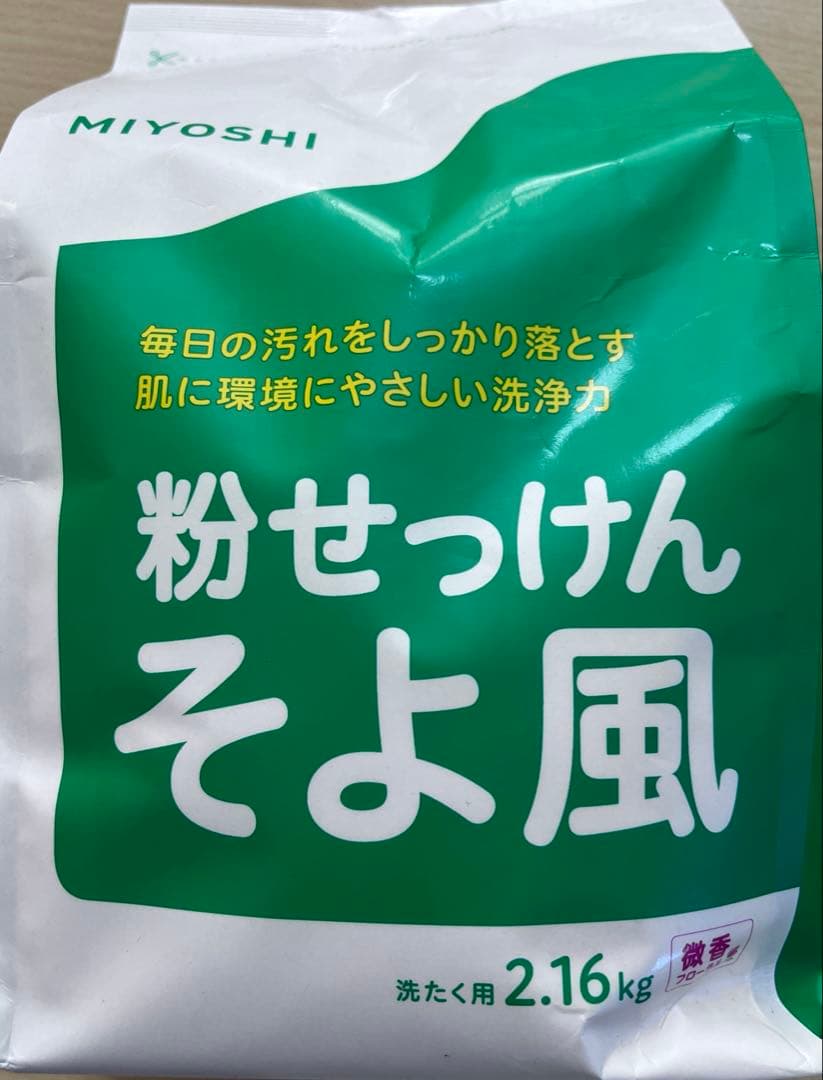 MIYOSHI
毎日の汚れをしっかり落とす
肌に環境にやさしい洗浄力
粉せっけん
そよ風
洗たく用 2.16kg
微香